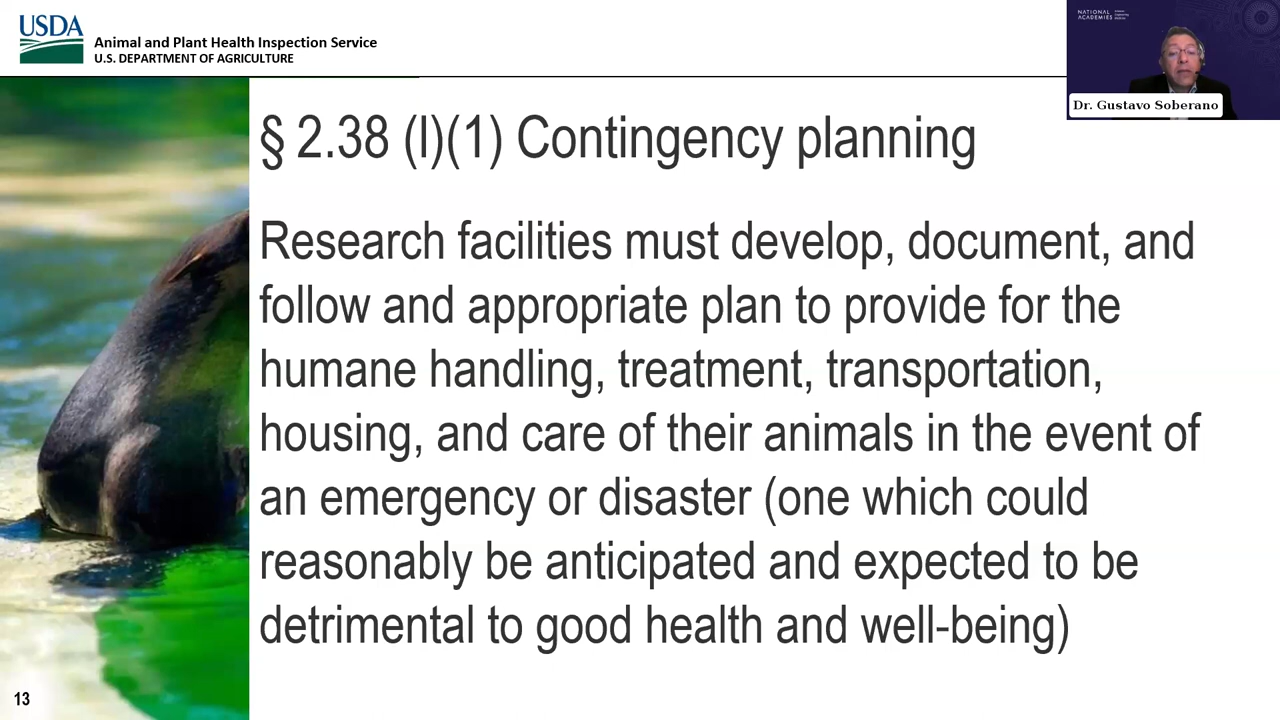 USDA
Animal and Plant Health Inspection Service
U.S. DEPARTMENT OF AGRICULTURE
NATIONAL
ACADEMIES
Dr. Gustavo Soberano
§ 2.38 (l)(1) Contingency planning
Research facilities must develop, document, and
follow and appropriate plan to provide for the
humane handling, treatment, transportation,
housing, and care of their animals in the event of
an emergency or disaster (one which could
reasonably be anticipated and expected to be
detrimental to good health and well-being)
13